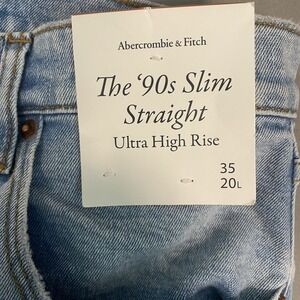 Abercrombie & Fitch
The ‘90s Slim
Straight
Ultra High Rise
35
20L